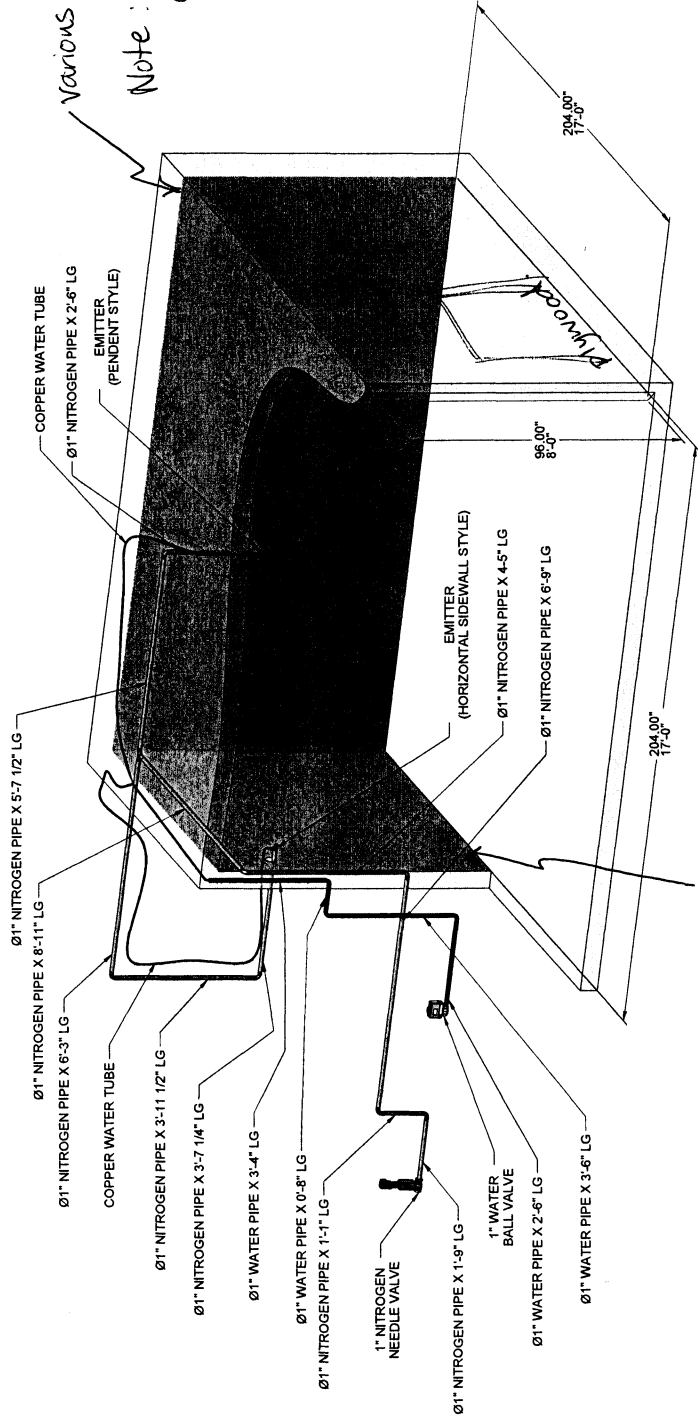 Various
Note :
COPPER WATER TUBE
Ø1" NITROGEN PIPE X 2'-6" LG
EMITTER
(PENDENT STYLE)
204.00"
17'-0"
plywood
96.00"
8'-0"
Ø1" NITROGEN PIPE X 5'-7 1/2" LG
Ø1" NITROGEN PIPE X 8'-11" LG
Ø1" NITROGEN PIPE X 6'-3" LG
COPPER WATER TUBE
Ø1" NITROGEN PIPE X 3'-11 1/2" LG
Ø1" NITROGEN PIPE X 3'-7 1/4" LG
Ø1" WATER PIPE X 3'-4" LG
Ø1" WATER PIPE X 0'-8" LG
Ø1" NITROGEN PIPE X 1'-1" LG
1" NITROGEN
NEEDLE VALVE
Ø1" NITROGEN PIPE X 1'-9" LG
1" WATER
BALL VALVE
Ø1" WATER PIPE X 2'-6" LG
Ø1" WATER PIPE X 3'-6" LG
EMITTER
(HORIZONTAL SIDEWALL STYLE)
Ø1" NITROGEN PIPE X 4-5" LG
Ø1" NITROGEN PIPE X 6'-9" LG
204.00"
17'-0"